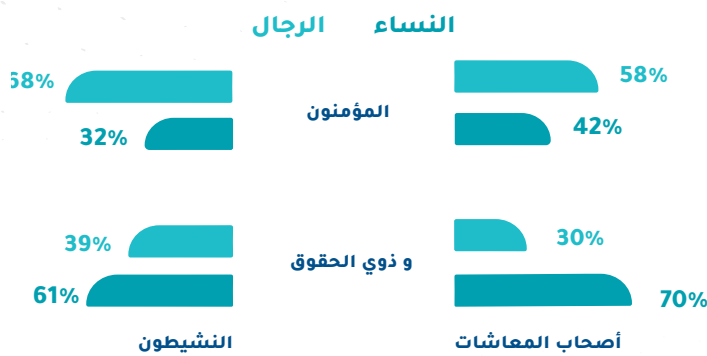 النساء الرجال
58% 68%
المؤمنون
42% 32%
30% 39%
و ذوي الحقوق
70% 61%
أصحاب المعاشات النشيطون